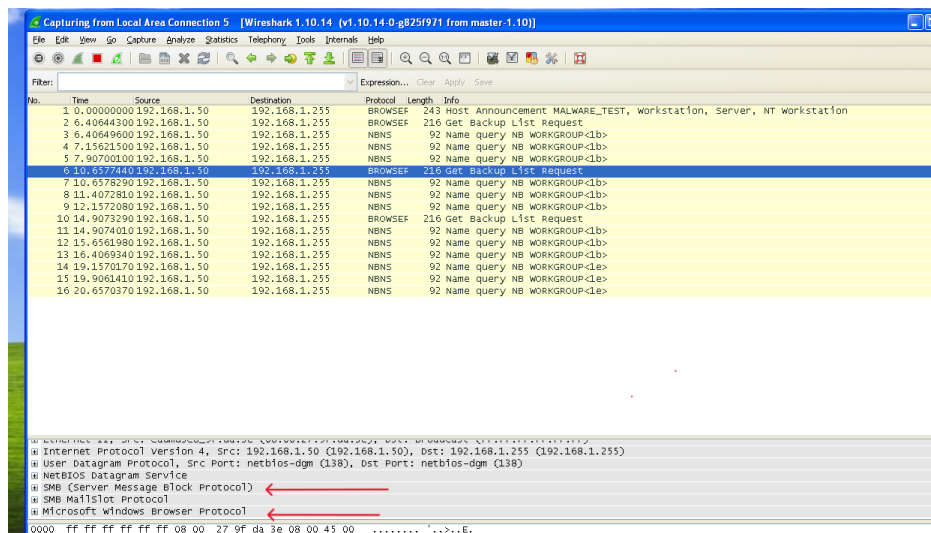 Capturing from Local Area Connection 5 [Wireshark 1.10.14 (v1.10.14-0-g825f971 from master-1.10)]
File Edit View Go Capture Analyze Statistics Telephony Tools Internals Help
Filter: Expression... Clear Apply Save
No. Time Source Destination Protocol Length Info
1 0.00000000 192.168.1.50 192.168.1.255 BROWSEF 243 Host Announcement MALWARE_TEST, Workstation, Server, NT Workstation
2 6.40644300 192.168.1.50 192.168.1.255 BROWSEF 216 Get Backup List Request
3 6.40649600 192.168.1.50 192.168.1.255 NBNS 92 Name query NB WORKGROUP<1b>
4 7.15621500 192.168.1.50 192.168.1.255 NBNS 92 Name query NB WORKGROUP<1b>
5 7.90700100 192.168.1.50 192.168.1.255 NBNS 92 Name query NB WORKGROUP<1b>
6 10.6577440 192.168.1.50 192.168.1.255 BROWSEF 216 Get Backup List Request
7 10.6578290 192.168.1.50 192.168.1.255 NBNS 92 Name query NB WORKGROUP<1b>
8 11.4072810 192.168.1.50 192.168.1.255 NBNS 92 Name query NB WORKGROUP<1b>
9 12.1572080 192.168.1.50 192.168.1.255 NBNS 92 Name query NB WORKGROUP<1b>
10 14.9073290 192.168.1.50 192.168.1.255 BROWSEF 216 Get Backup List Request
11 14.9074010 192.168.1.50 192.168.1.255 NBNS 92 Name query NB WORKGROUP<1b>
12 15.6561980 192.168.1.50 192.168.1.255 NBNS 92 Name query NB WORKGROUP<1b>
13 16.4069340 192.168.1.50 192.168.1.255 NBNS 92 Name query NB WORKGROUP<1b>
14 19.1570170 192.168.1.50 192.168.1.255 NBNS 92 Name query NB WORKGROUP<1e>
15 19.9061410 192.168.1.50 192.168.1.255 NBNS 92 Name query NB WORKGROUP<1e>
16 20.6570370 192.168.1.50 192.168.1.255 NBNS 92 Name query NB WORKGROUP<1e>
Internet Protocol Version 4, Src: 192.168.1.50 (192.168.1.50), Dst: 192.168.1.255 (192.168.1.255)
User Datagram Protocol, Src Port: netbios-dgm (138), Dst Port: netbios-dgm (138)
NetBIOS Datagram Service
SMB (Server Message Block Protocol)
SMB MailSlot Protocol
Microsoft Windows Browser Protocol
0000 ff ff ff ff ff ff 08 00 27 9f da 3e 08 00 45 00 ........ '..>..E.